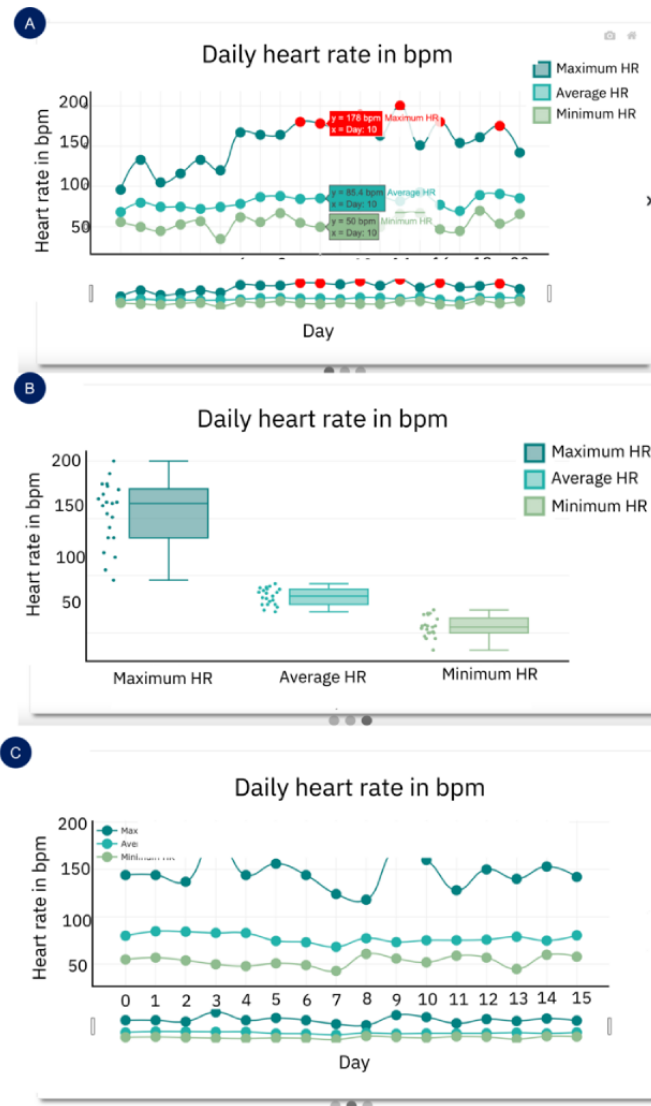 A
Daily heart rate in bpm
Maximum HR
Average HR
Minimum HR
Heart rate in bpm
200
150
100
50
y = 178 bpm Maximum HR
x = Day: 10
y = 85.4 bpm Average HR
x = Day: 10
y = 50 bpm Minimum HR
x = Day: 10
Day
B
Daily heart rate in bpm
Maximum HR
Average HR
Minimum HR
Heart rate in bpm
200
150
100
50
Maximum HR Average HR Minimum HR
C
Daily heart rate in bpm
Heart rate in bpm
200
150
100
50
Max
Ave
0 1 2 3 4 5 6 7 8 9 10 11 12 13 14 15
Day